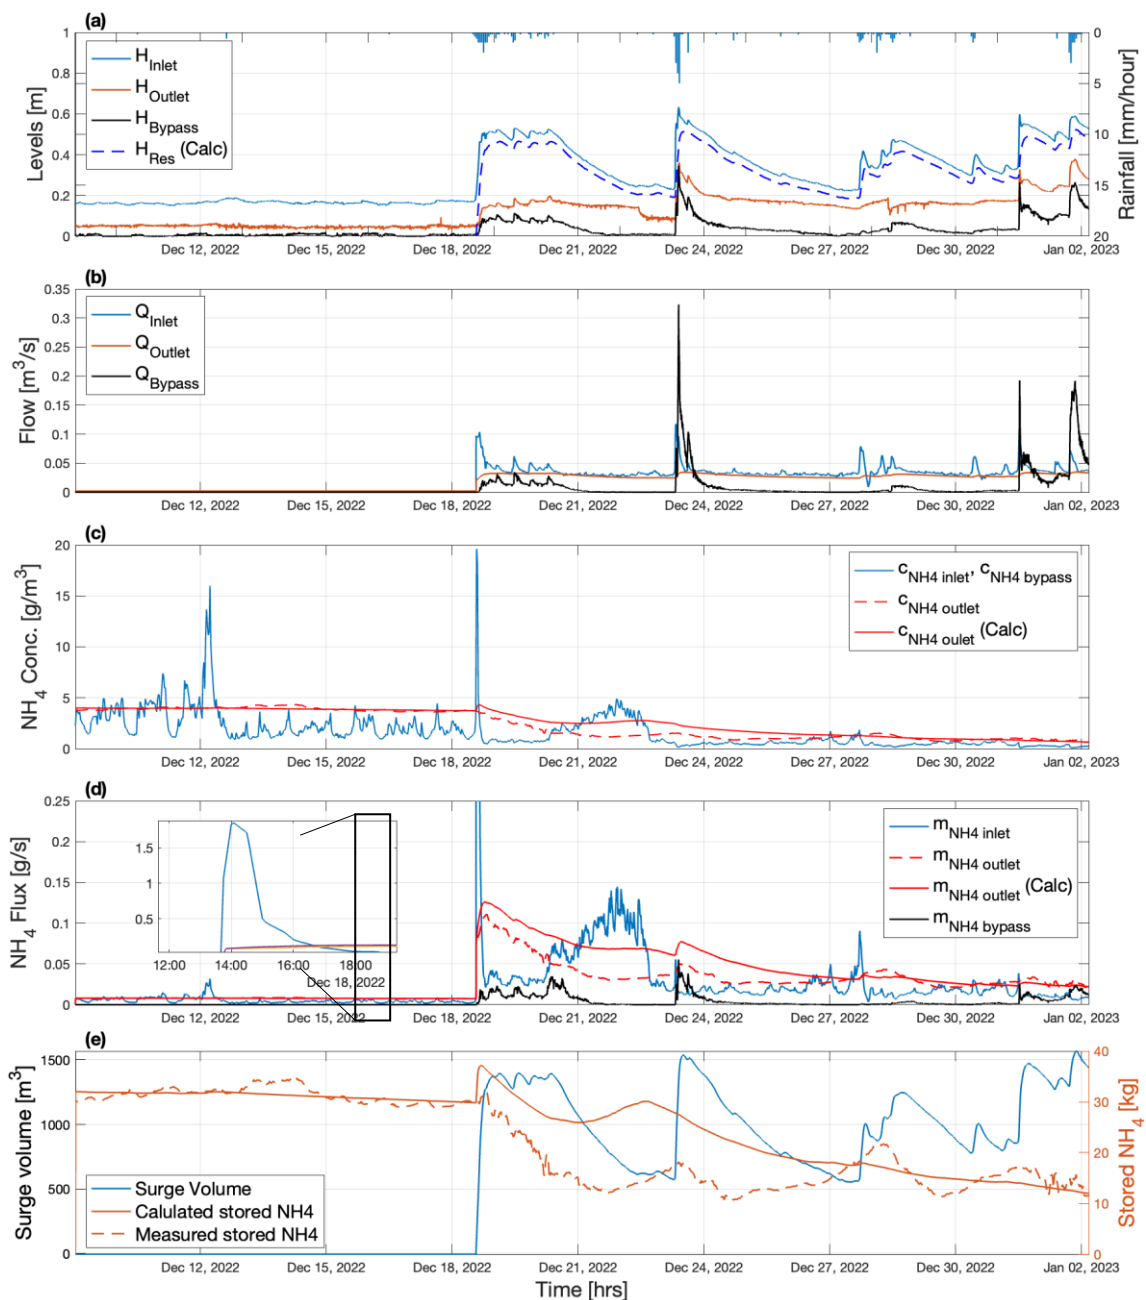 (a)
1
0.8
0.6
0.4
0.2
0
Levels [m]
H_Inlet
H_Outlet
H_Bypass
H_Res (Calc)
0
5
10
15
20
Rainfall [mm/hour]
Dec 12, 2022 Dec 15, 2022 Dec 18, 2022 Dec 21, 2022 Dec 24, 2022 Dec 27, 2022 Dec 30, 2022 Jan 02, 2023
(b)
0.35
0.3
0.25
0.2
0.15
0.1
0.05
0
Flow [m³/s]
Q_Inlet
Q_Outlet
Q_Bypass
Dec 12, 2022 Dec 15, 2022 Dec 18, 2022 Dec 21, 2022 Dec 24, 2022 Dec 27, 2022 Dec 30, 2022 Jan 02, 2023
(c)
20
15
10
5
0
NH₄ Conc. [g/m³]
c_NH4 inlet, c_NH4 bypass
c_NH4 outlet
c_NH4 oulet (Calc)
Dec 12, 2022 Dec 15, 2022 Dec 18, 2022 Dec 21, 2022 Dec 24, 2022 Dec 27, 2022 Dec 30, 2022 Jan 02, 2023
(d)
0.25
0.2
0.15
0.1
0.05
0
NH₄ Flux [g/s]
1.5
1
0.5
12:00 14:00 16:00 18:00
Dec 18, 2022
m_NH4 inlet
m_NH4 outlet
m_NH4 outlet (Calc)
m_NH4 bypass
Dec 12, 2022 Dec 15, 2022 Dec 18, 2022 Dec 21, 2022 Dec 24, 2022 Dec 27, 2022 Dec 30, 2022 Jan 02, 2023
(e)
1500
1000
500
0
Surge volume [m³]
Surge Volume
Calulated stored NH4
Measured stored NH4
40
30
20
10
0
Stored NH₄ [kg]
Dec 12, 2022 Dec 15, 2022 Dec 18, 2022 Dec 21, 2022 Dec 24, 2022 Dec 27, 2022 Dec 30, 2022 Jan 02, 2023
Time [hrs]